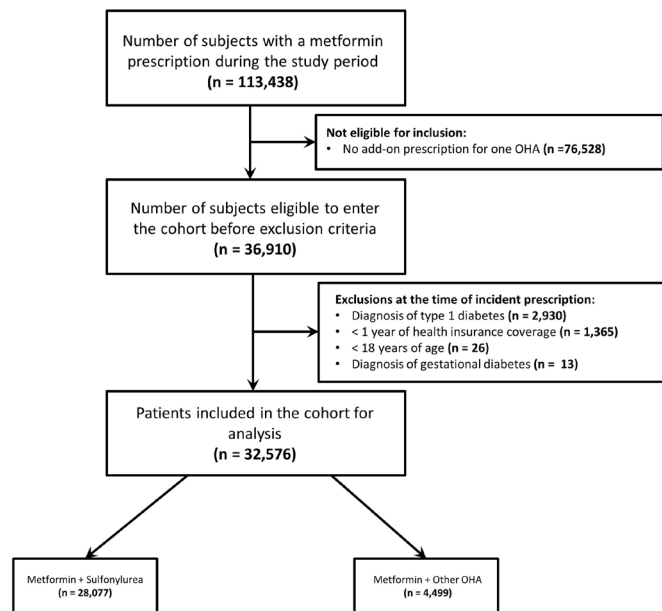 Number of subjects with a metformin
prescription during the study period
(n = 113,438)
Not eligible for inclusion:
• No add-on prescription for one OHA (n =76,528)
Number of subjects eligible to enter
the cohort before exclusion criteria
(n = 36,910)
Exclusions at the time of incident prescription:
• Diagnosis of type 1 diabetes (n = 2,930)
• < 1 year of health insurance coverage (n = 1,365)
• < 18 years of age (n = 26)
• Diagnosis of gestational diabetes (n = 13)
Patients included in the cohort for
analysis
(n = 32,576)
Metformin + Sulfonylurea
(n = 28,077)
Metformin + Other OHA
(n = 4,499)